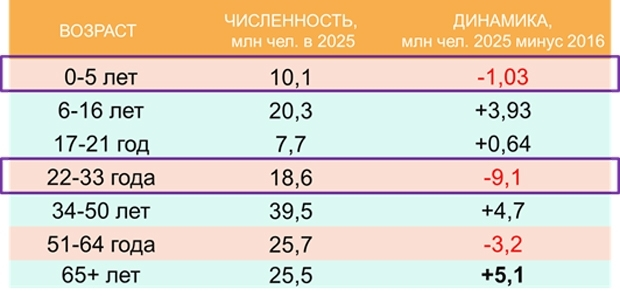 ВОЗРАСТ ЧИСЛЕННОСТЬ, млн чел. в 2025 ДИНАМИКА, млн чел. 2025 минус 2016
0-5 лет 10,1 -1,03
6-16 лет 20,3 +3,93
17-21 год 7,7 +0,64
22-33 года 18,6 -9,1
34-50 лет 39,5 +4,7
51-64 года 25,7 -3,2
65+ лет 25,5 +5,1